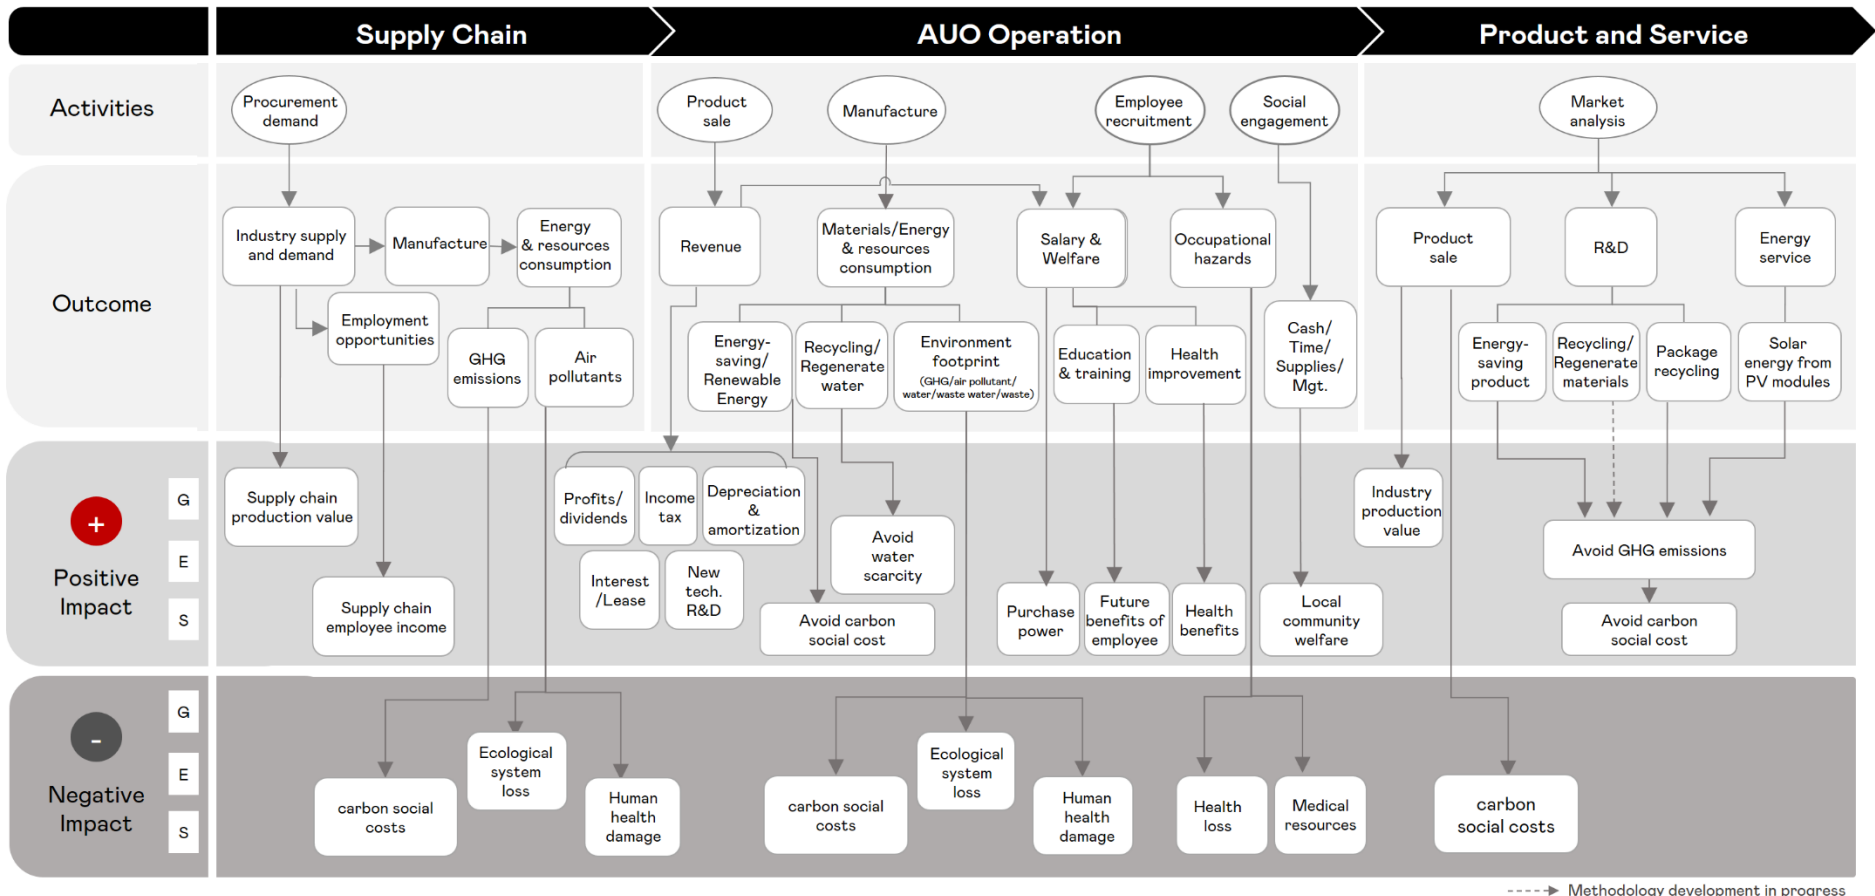 Supply Chain
AUO Operation
Product and Service
Activities
Procurement
demand
Product
sale
Manufacture
Employee
recruitment
Social
engagement
Market
analysis
Outcome
Industry supply
and demand
Manufacture
Energy
& resources
consumption
Employment
opportunities
GHG
emissions
Air
pollutants
Revenue
Materials/Energy
& resources
consumption
Salary &
Welfare
Occupational
hazards
Energy-
saving/
Renewable
Energy
Recycling/
Regenerate
water
Environment
footprint
(GHG/air pollutant/
water/waste water/waste)
Education
& training
Health
improvement
Cash/
Time/
Supplies/
Mgt.
Product
sale
R&D
Energy
service
Energy-
saving
product
Recycling/
Regenerate
materials
Package
recycling
Solar
energy from
PV modules
+
Positive
Impact
G
E
S
Supply chain
production value
Supply chain
employee income
Profits/
dividends
Income
tax
Depreciation
&
amortization
Interest
/Lease
New
tech.
R&D
Avoid
water
scarcity
Avoid carbon
social cost
Purchase
power
Future
benefits of
employee
Health
benefits
Local
community
welfare
Industry
production
value
Avoid GHG emissions
Avoid carbon
social cost
-
Negative
Impact
G
E
S
carbon social
costs
Ecological
system
loss
Human
health
damage
carbon social
costs
Ecological
system
loss
Human
health
damage
Health
loss
Medical
resources
carbon
social costs
Methodology development in progress